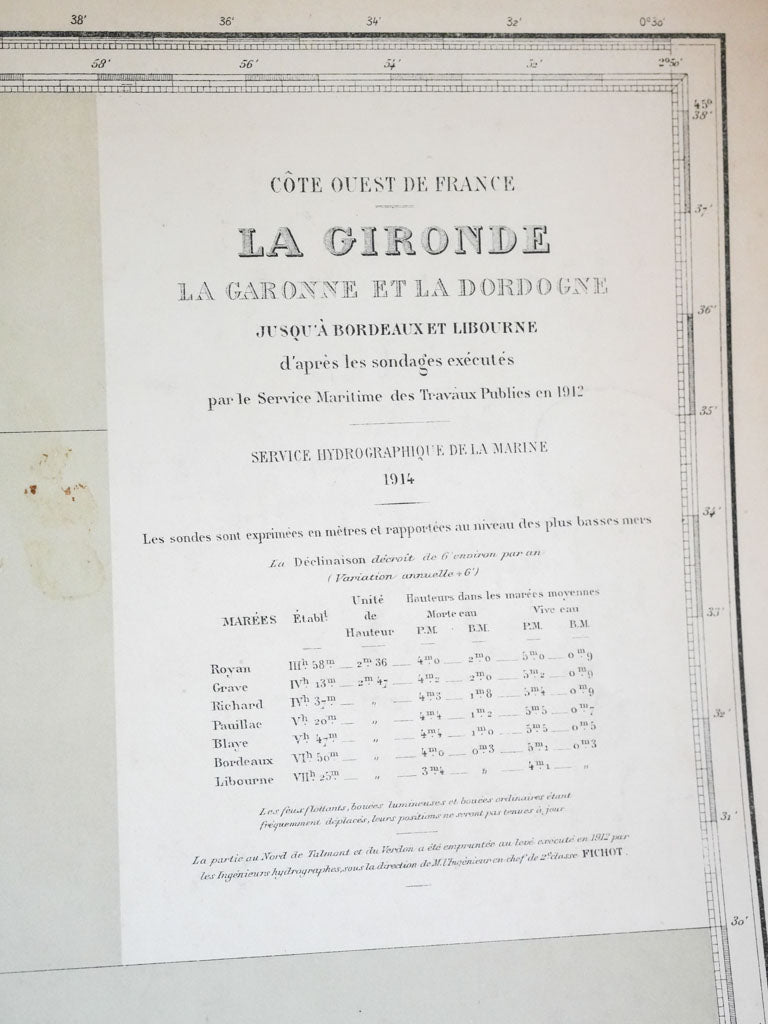 38' 36' 34' 32' 0°30'
58' 56' 54' 52' 2°50'
45°
38'
37'
36'
35'
34'
33'
32'
31'
30'
CÔTE OUEST DE FRANCE
LA GIRONDE
LA GARONNE ET LA DORDOGNE
JUSQU'À BORDEAUX ET LIBOURNE
d'après les sondages exécutés
par le Service Maritime des Travaux Publics en 1912
SERVICE HYDROGRAPHIQUE DE LA MARINE
1914
Les sondes sont exprimées en mètres et rapportées au niveau des plus basses mers
La Déclinaison décroît de 6' environ par an
(Variation annuelle + 6')
MARÉES Établt Unité de Hauteur Hauteurs dans les marées moyennes
Morte eau Vive eau
P.M. B.M. P.M. B.M.
Royan IIIh 58m 2m 36 4m0 2m0 5m0 0m9
Grave IVh 13m 2m 47 4m2 2m0 5m2 0m9
Richard IVh 37m " 4m3 1m8 5m4 0m9
Pauillac Vh 20m " 4m4 1m2 5m5 0m7
Blaye Vh 47m " 4m4 1m0 5m5 0m5
Bordeaux VIh 50m " 4m0 0m3 5m1 0m3
Libourne VIIh 25m " 3m4 " 4m1 "
Les feux flottants, bouées lumineuses et bouées ordinaires étant
fréquemment déplacés, leurs positions ne seront pas tenues à jour
La partie au Nord de Talmont et du Verdon a été empruntée au levé exécuté en 1912 par
les Ingénieurs hydrographes, sous la direction de M. l'Ingénieur en chef de 2e classe FICHOT.